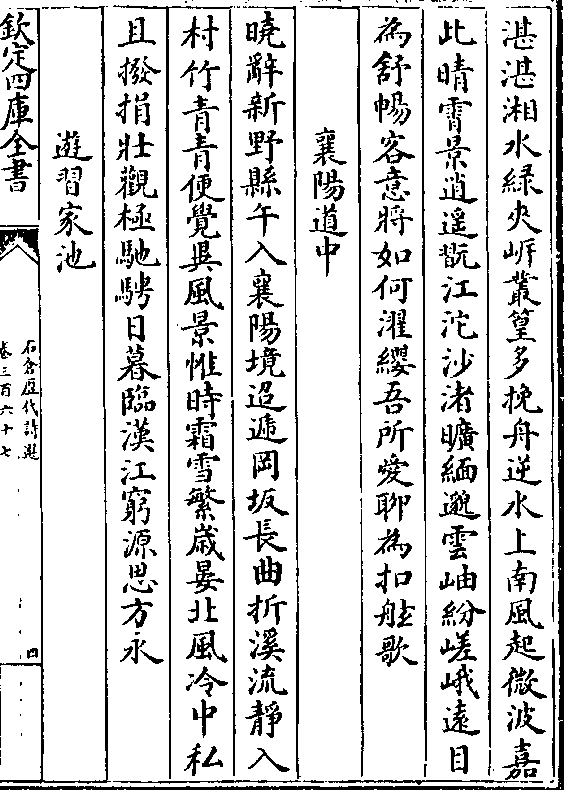 湛湛湘水緑夾㟁叢篁多挽舟逆水上南風起微波嘉
此晴霄景逍遥翫江沱沙渚曠緬邈雲岫紛嵯峨逺目
為舒暢客意將如何濯纓吾所愛聊為扣舷歌
襄陽道中
曉辭新野縣午入襄陽境迢遞岡坂長曲折溪流靜入
村竹青青便覺異風景惟時霜雪繁歳晏北風冷中私
且撥捐壯觀極馳騁日暮臨漢江窮源思方永
遊習家池
欽定四庫全書
石倉歴代詩選
卷三百六十七
四